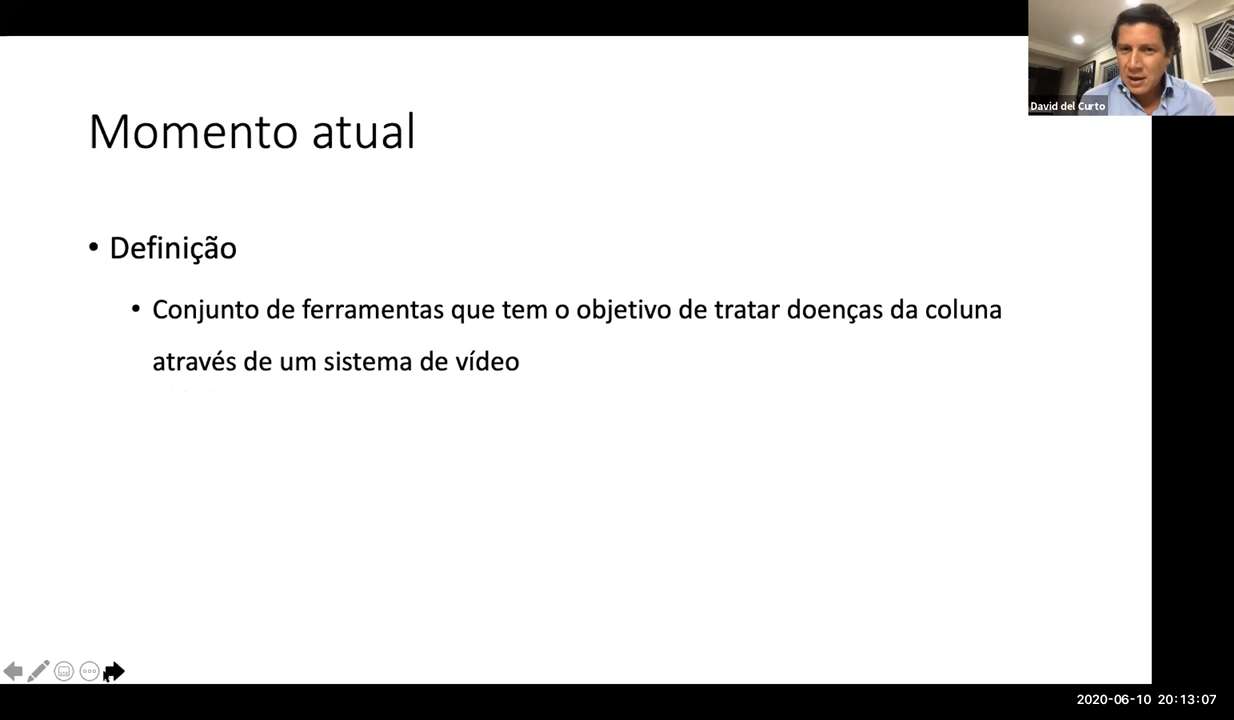 David del Curto
Momento atual
• Definição
• Conjunto de ferramentas que tem o objetivo de tratar doenças da coluna
através de um sistema de vídeo
2020-06-10 20:13:07